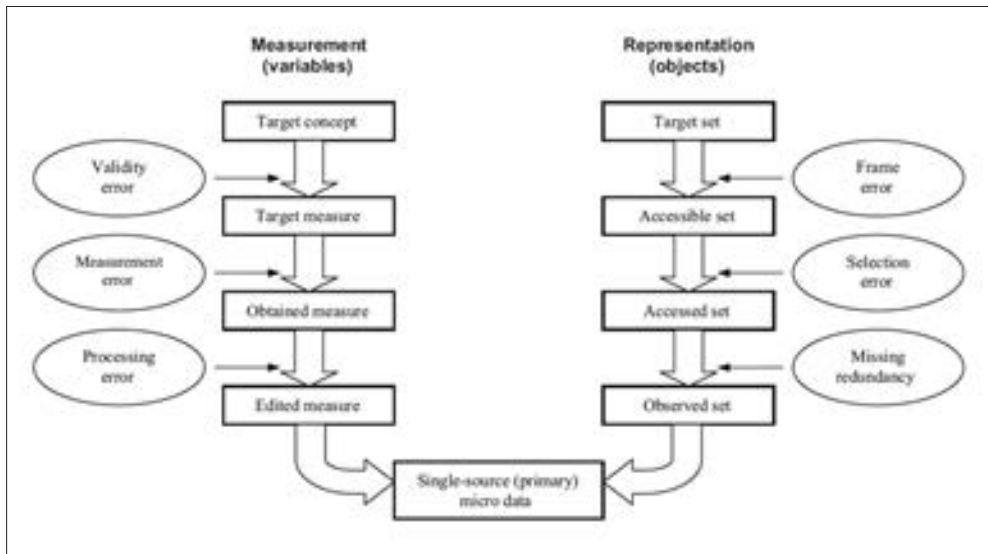 Measurement
(variables)
Representation
(objects)
Target concept
Target set
Validity
error
Frame
error
Target measure
Accessible set
Measurement
error
Selection
error
Obtained measure
Accessed set
Processing
error
Missing
redundancy
Edited measure
Observed set
Single-source (primary)
micro data